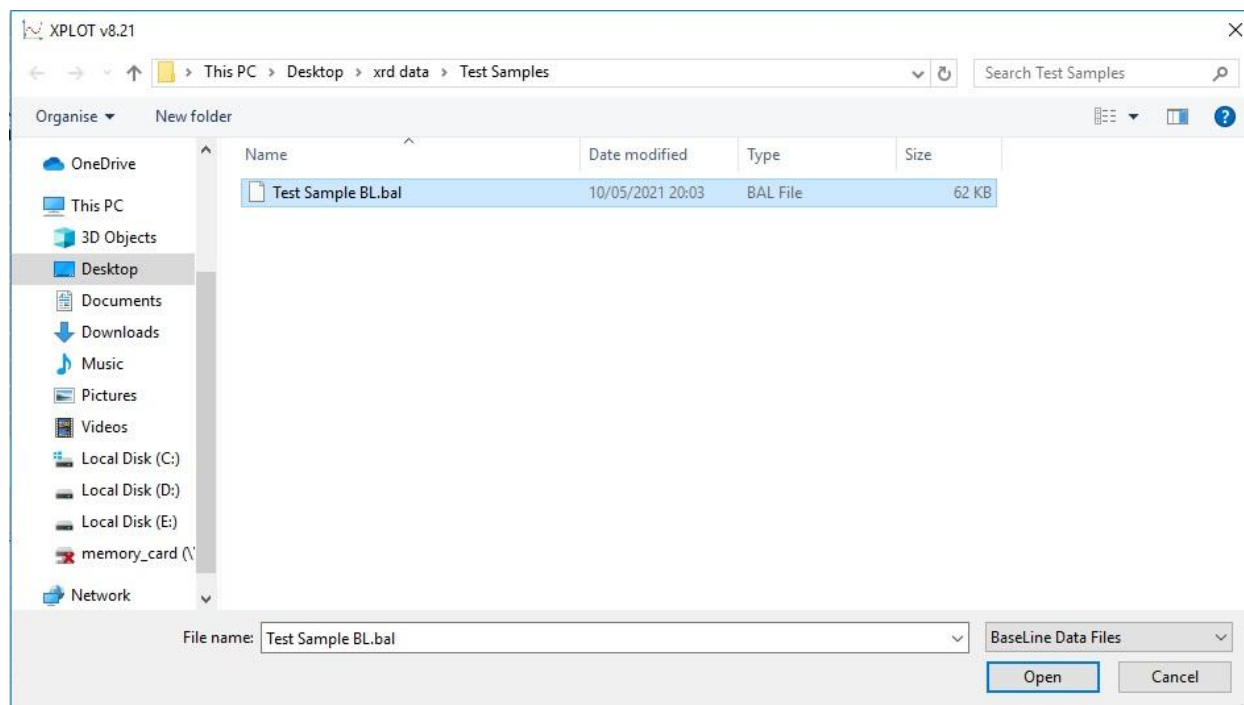 XPLOT v8.21
This PC > Desktop > xrd data > Test Samples
Search Test Samples
Organise
New folder
Name Date modified Type Size
Test Sample BL.bal 10/05/2021 20:03 BAL File 62 KB
OneDrive
This PC
3D Objects
Desktop
Documents
Downloads
Music
Pictures
Videos
Local Disk (C:)
Local Disk (D:)
Local Disk (E:)
memory_card (\\
Network
File name: Test Sample BL.bal
BaseLine Data Files
Open
Cancel